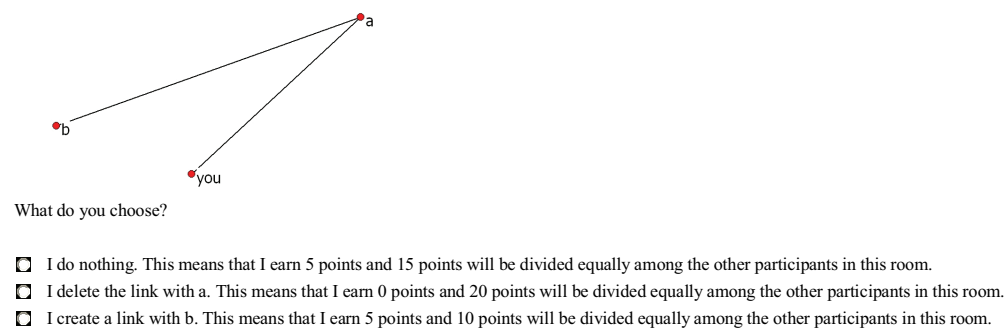 a
b
you
What do you choose?
I do nothing. This means that I earn 5 points and 15 points will be divided equally among the other participants in this room.
I delete the link with a. This means that I earn 0 points and 20 points will be divided equally among the other participants in this room.
I create a link with b. This means that I earn 5 points and 10 points will be divided equally among the other participants in this room.